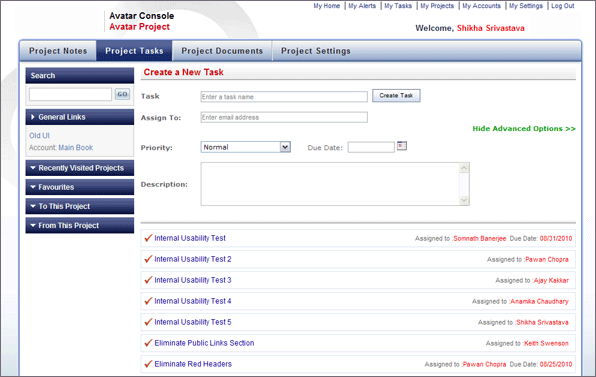 My Home | My Alerts | My Tasks | My Projects | My Accounts | My Settings | Log Out
Avatar Console
Avatar Project
Welcome, Shikha Srivastava
Project Notes Project Tasks Project Documents Project Settings
Search
GO
General Links
Old UI
Account: Main Book
Recently Visited Projects
Favourites
To This Project
From This Project
Create a New Task
Task Enter a task name Create Task
Assign To: Enter email address
Hide Advanced Options >>
Priority: Normal Due Date:
Description:
Internal Usability Test Assigned to :Somnath Banerjee Due Date: 08/31/2010
Internal Usability Test 2 Assigned to :Pawan Chopra
Internal Usability Test 3 Assigned to :Ajay Kakkar
Internal Usability Test 4 Assigned to :Anamika Chaudhary
Internal Usability Test 5 Assigned to :Shikha Srivastava
Eliminate Public Links Section Assigned to :Keith Swenson
Eliminate Red Headers Assigned to :Pawan Chopra Due Date: 08/25/2010